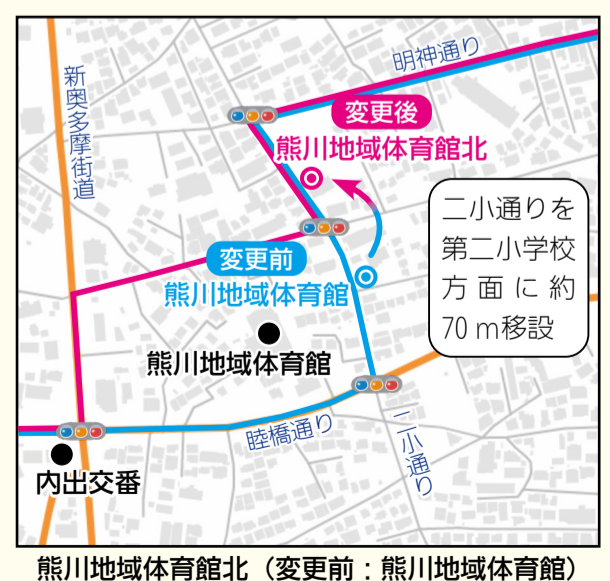 明神通り
新奥多摩街道
変更後
熊川地域体育館北
二小通りを
第二小学校
方面に約
70 m移設
変更前
熊川地域体育館
熊川地域体育館
睦橋通り
二小通り
内出交番
熊川地域体育館北（変更前：熊川地域体育館）